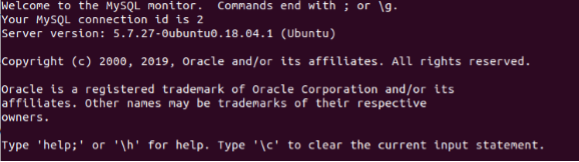 Welcome to the MySQL monitor.  Commands end with ; or \g.
Your MySQL connection id is 2
Server version: 5.7.27-0ubuntu0.18.04.1 (Ubuntu)
Copyright (c) 2000, 2019, Oracle and/or its affiliates. All rights reserved.
Oracle is a registered trademark of Oracle Corporation and/or its
affiliates. Other names may be trademarks of their respective
owners.
Type 'help;' or '\h' for help. Type '\c' to clear the current input statement.